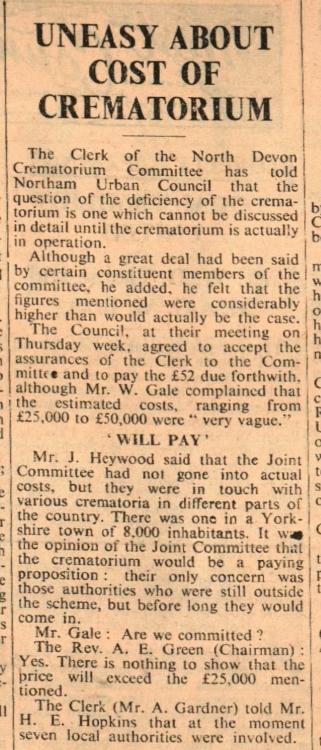 UNEASY ABOUT
COST OF
CREMATORIUM
The Clerk of the North Devon
Crematorium Committee has told
Northam Urban Council that the
question of the deficiency of the crema-
torium is one which cannot be discussed
in detail until the crematorium is actually
in operation.
Although a great deal had been said
by certain constituent members of the
committee, he added, he felt that the
figures mentioned were considerably
higher than would actually be the case.
The Council, at their meeting on
Thursday week, agreed to accept the
assurances of the Clerk to the Com-
mittee and to pay the £52 due forthwith,
although Mr. W. Gale complained that
the estimated costs, ranging from
£25,000 to £50,000 were " very vague."
' WILL PAY '
Mr. J. Heywood said that the Joint
Committee had not gone into actual
costs, but they were in touch with
various crematoria in different parts of
the country. There was one in a York-
shire town of 8,000 inhabitants. It was
the opinion of the Joint Committee that
the crematorium would be a paying
proposition : their only concern was
those authorities who were still outside
the scheme, but before long they would
come in.
Mr. Gale : Are we committed ?
The Rev. A. E. Green (Chairman) :
Yes. There is nothing to show that the
price will exceed the £25,000 men-
tioned.
The Clerk (Mr. A. Gardner) told Mr.
H. E. Hopkins that at the moment
seven local authorities were involved.